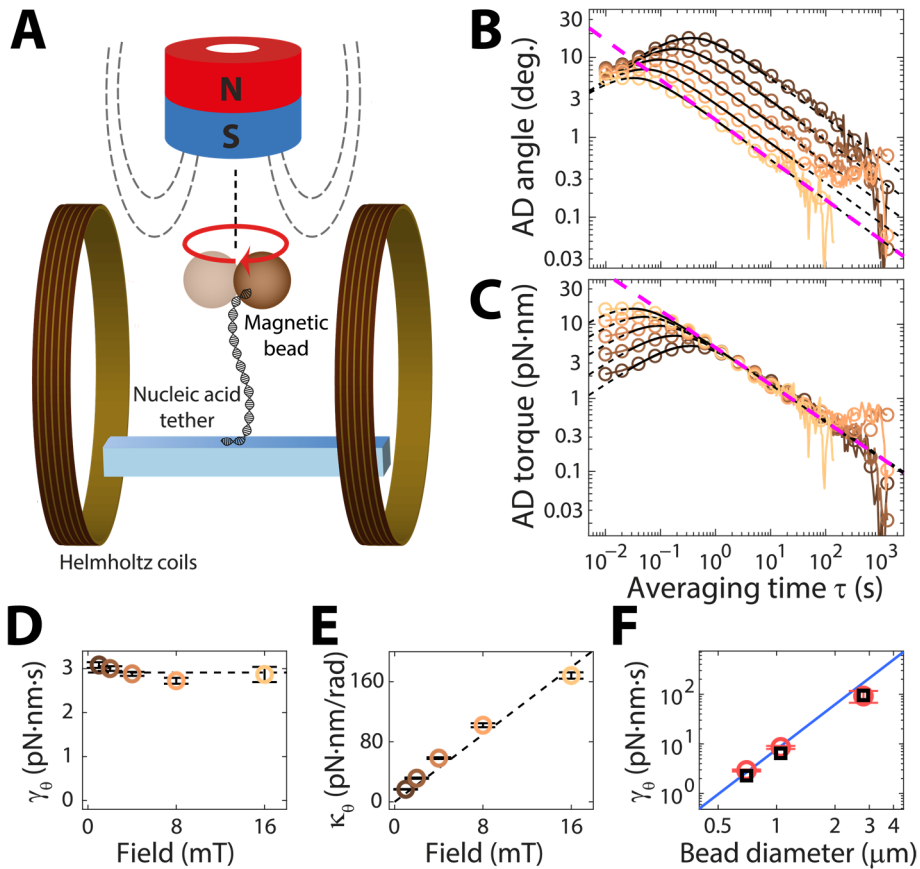 A
N
S
Magnetic
bead
Nucleic acid
tether
Helmholtz coils
B
AD angle (deg.)
30
10
3
1
0.3
0.1
0.03
C
AD torque (pN·nm)
30
10
3
1
0.3
0.1
0.03
10⁻² 10⁻¹ 10⁰ 10¹ 10² 10³
Averaging time τ (s)
D
γθ (pN·nm·s)
3
2
1
0
0 8 16
Field (mT)
E
κθ (pN·nm/rad)
160
80
0
0 8 16
Field (mT)
F
γθ (pN·nm·s)
10²
10¹
10⁰
0.5 1 2 3 4
Bead diameter (μm)